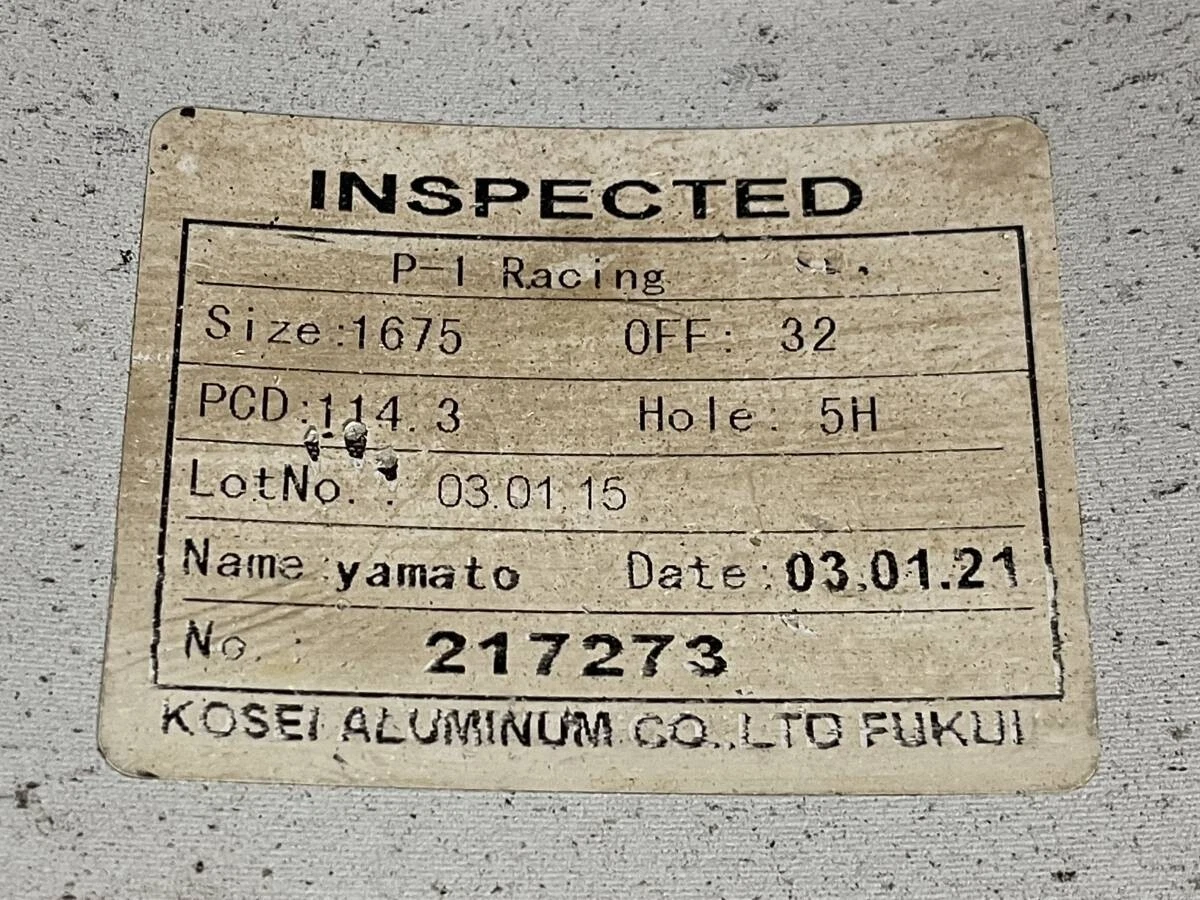 INSPECTED
P-1 Racing
Size:1675 OFF: 32
PCD:114.3 Hole: 5H
LotNo. : 03.01.15
Name:yamato Date:03.01.21
No. : 217273
KOSEI ALUMINUM CO.,LTD FUKUI